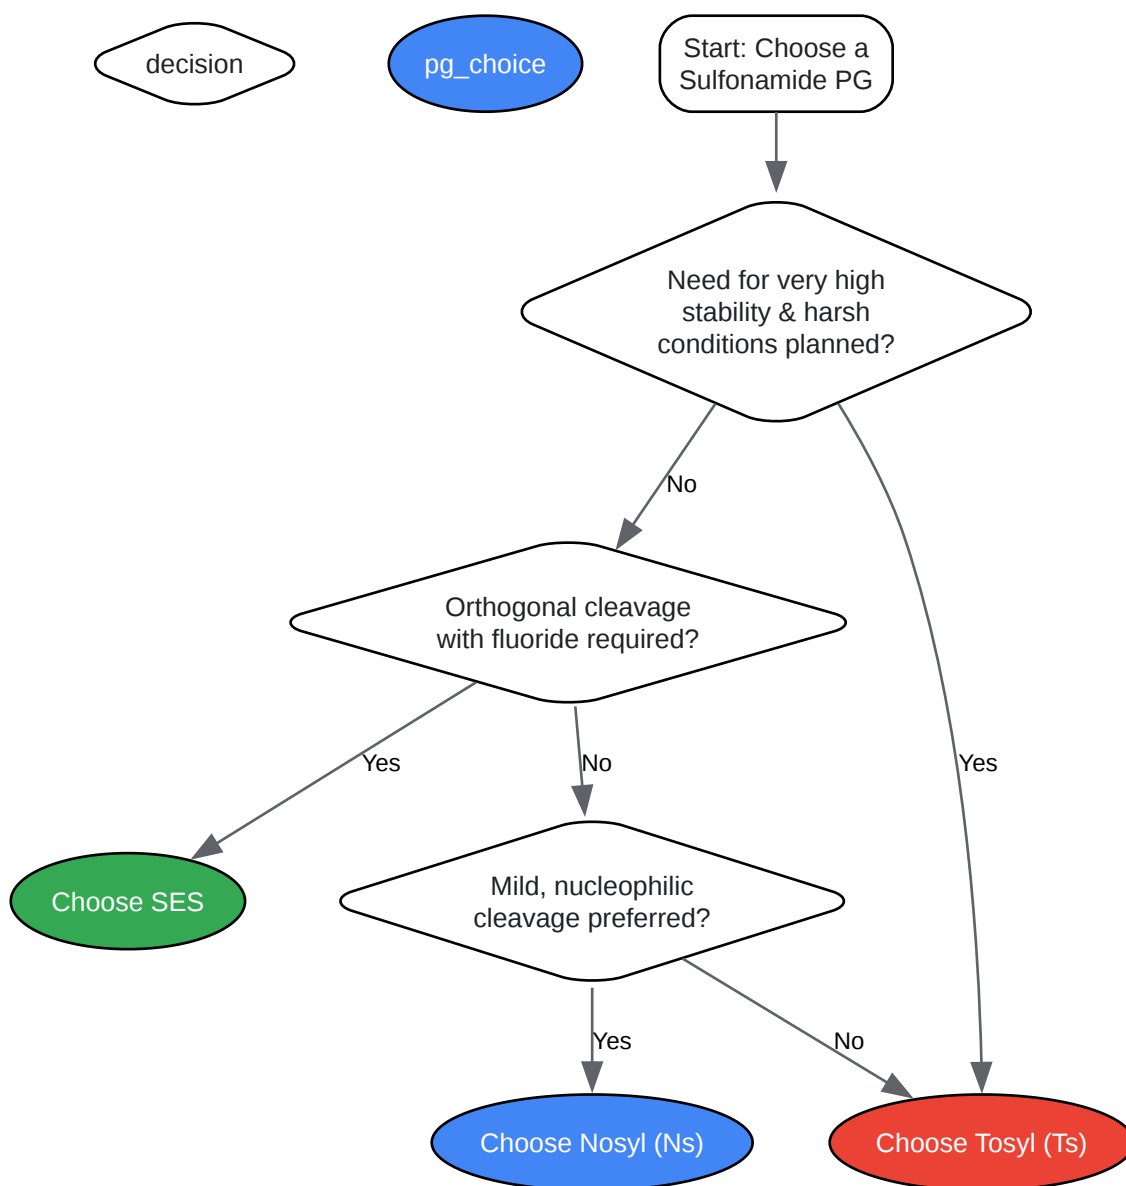 decision
pg_choice
Start: Choose a
Sulfonamide PG
Need for very high
stability & harsh
conditions planned?
No
Orthogonal cleavage
with fluoride required?
Yes
No
Yes
Choose SES
Mild, nucleophilic
cleavage preferred?
Yes
No
Choose Nosyl (Ns)
Choose Tosyl (Ts)